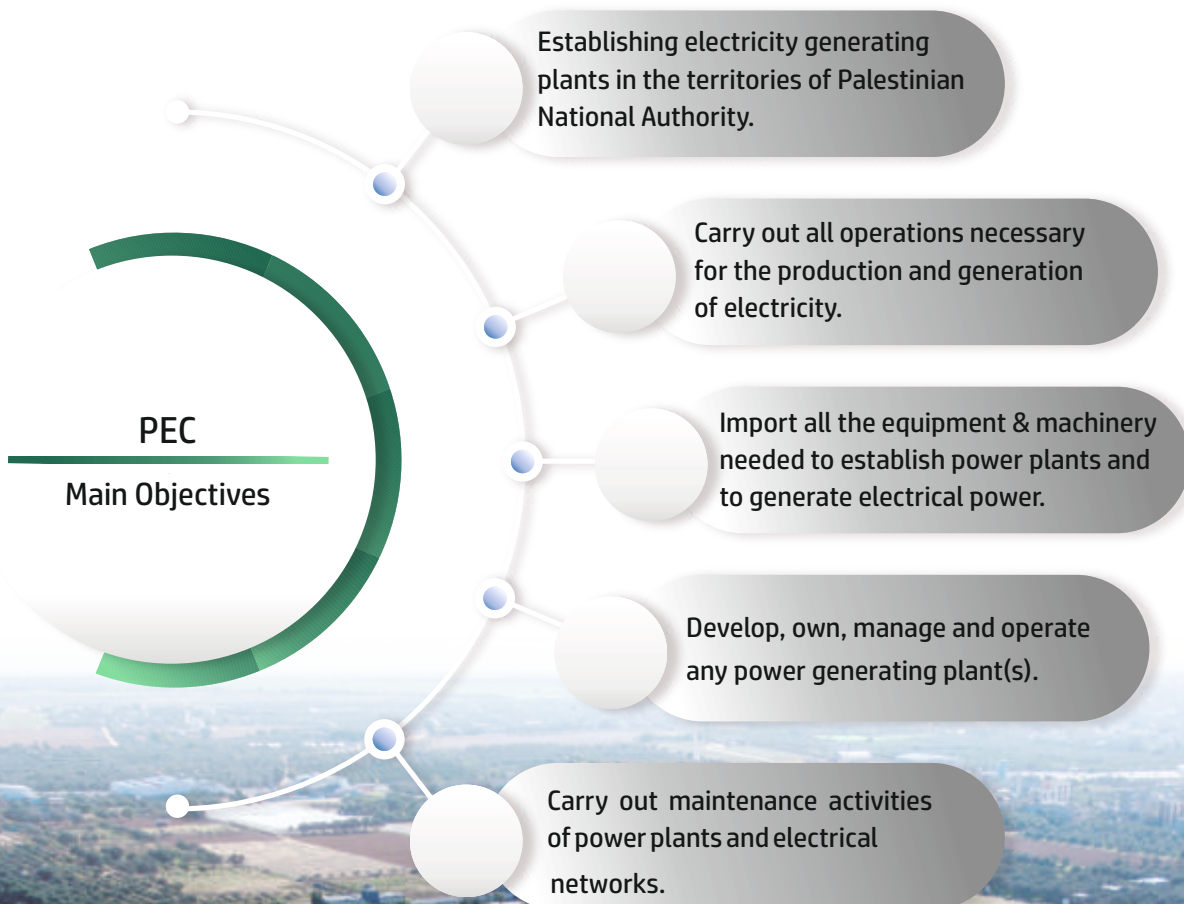 PEC
Main Objectives
Establishing electricity generating
plants in the territories of Palestinian
National Authority.
Carry out all operations necessary
for the production and generation
of electricity.
Import all the equipment & machinery
needed to establish power plants and
to generate electrical power.
Develop, own, manage and operate
any power generating plant(s).
Carry out maintenance activities
of power plants and electrical
networks.